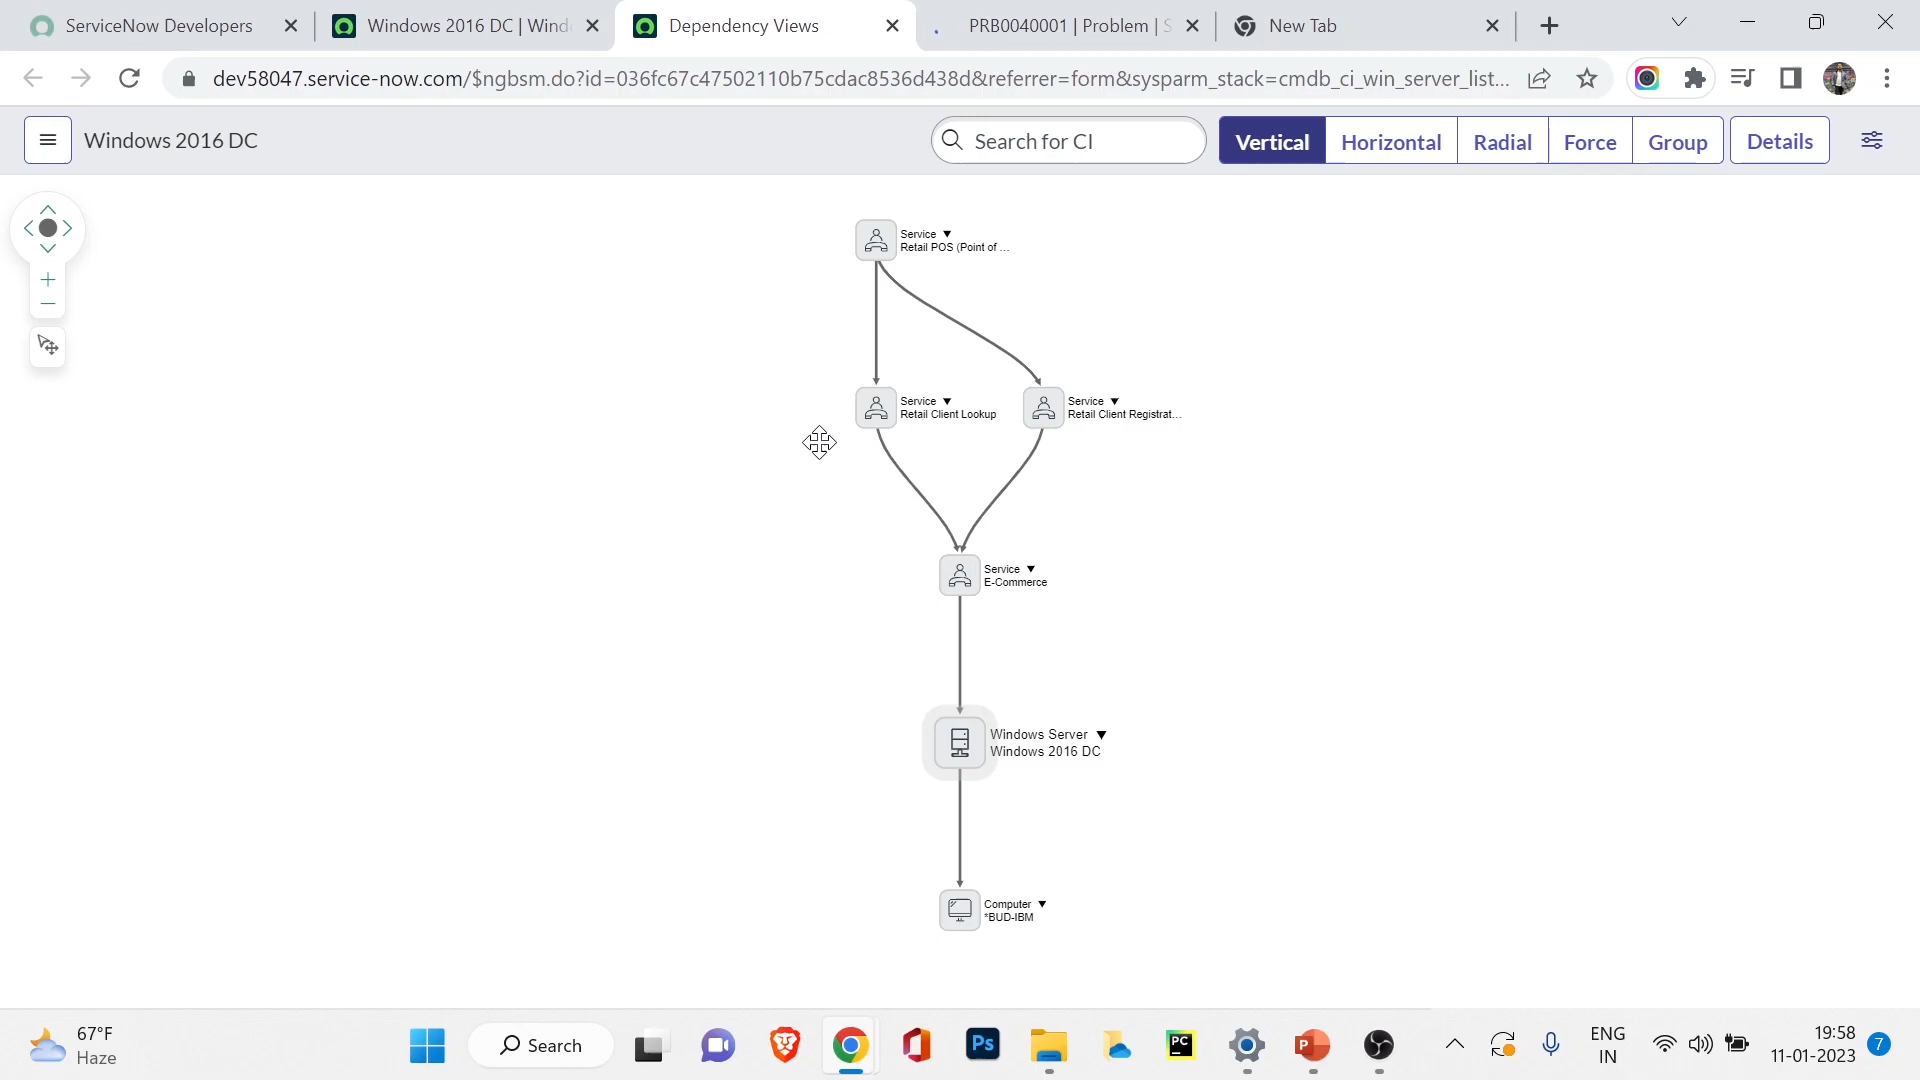 ServiceNow Developers
Windows 2016 DC | Wind
Dependency Views
PRB0040001 | Problem | S
New Tab
dev58047.service-now.com/$ngbsm.do?id=036fc67c47502110b75cdac8536d438d&referrer=form&sysparm_stack=cmdb_ci_win_server_list...
Windows 2016 DC
Search for CI
Vertical
Horizontal
Radial
Force
Group
Details
Service
Retail POS (Point of ...
Service
Retail Client Lookup
Service
Retail Client Registrat...
Service
E-Commerce
Windows Server
Windows 2016 DC
Computer
*BUD-IBM
67°F
Haze
Search
Ps
PC
P
ENG
IN
19:58
11-01-2023
7